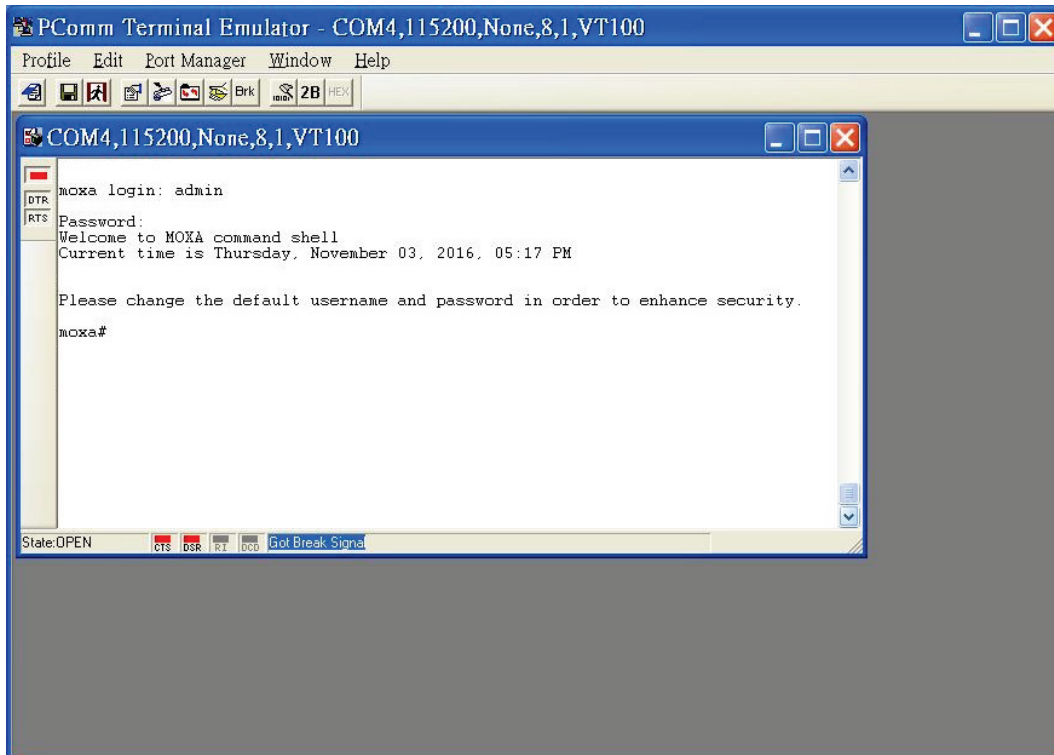 PComm Terminal Emulator - COM4,115200,None,8,1,VT100
Profile Edit Port Manager Window Help
Brk 2B HEX
COM4,115200,None,8,1,VT100
moxa login: admin
DTR
RTS
Password:
Welcome to MOXA command shell
Current time is Thursday, November 03, 2016, 05:17 PM
Please change the default username and password in order to enhance security.
moxa#
State:OPEN CTS DSR RI DCD Got Break Signal